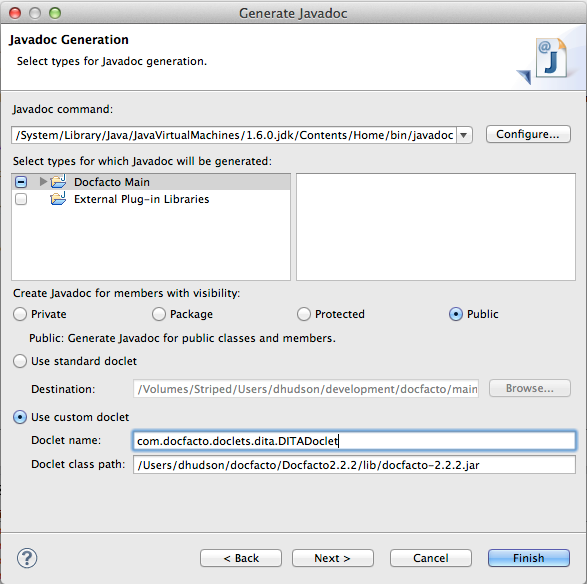 Generate Javadoc
Javadoc Generation
Select types for Javadoc generation.
@
J
Javadoc command:
/System/Library/Java/JavaVirtualMachines/1.6.0.jdk/Contents/Home/bin/javadoc
Configure...
Select types for which Javadoc will be generated:
Docfacto Main
External Plug-in Libraries
Create Javadoc for members with visibility:
Private Package Protected Public
Public: Generate Javadoc for public classes and members.
Use standard doclet
Destination: /Volumes/Striped/Users/dhudson/development/docfacto/main Browse...
Use custom doclet
Doclet name: com.docfacto.doclets.dita.DITADoclet
Doclet class path: /Users/dhudson/docfacto/Docfacto2.2.2/lib/docfacto-2.2.2.jar
? < Back Next > Cancel Finish